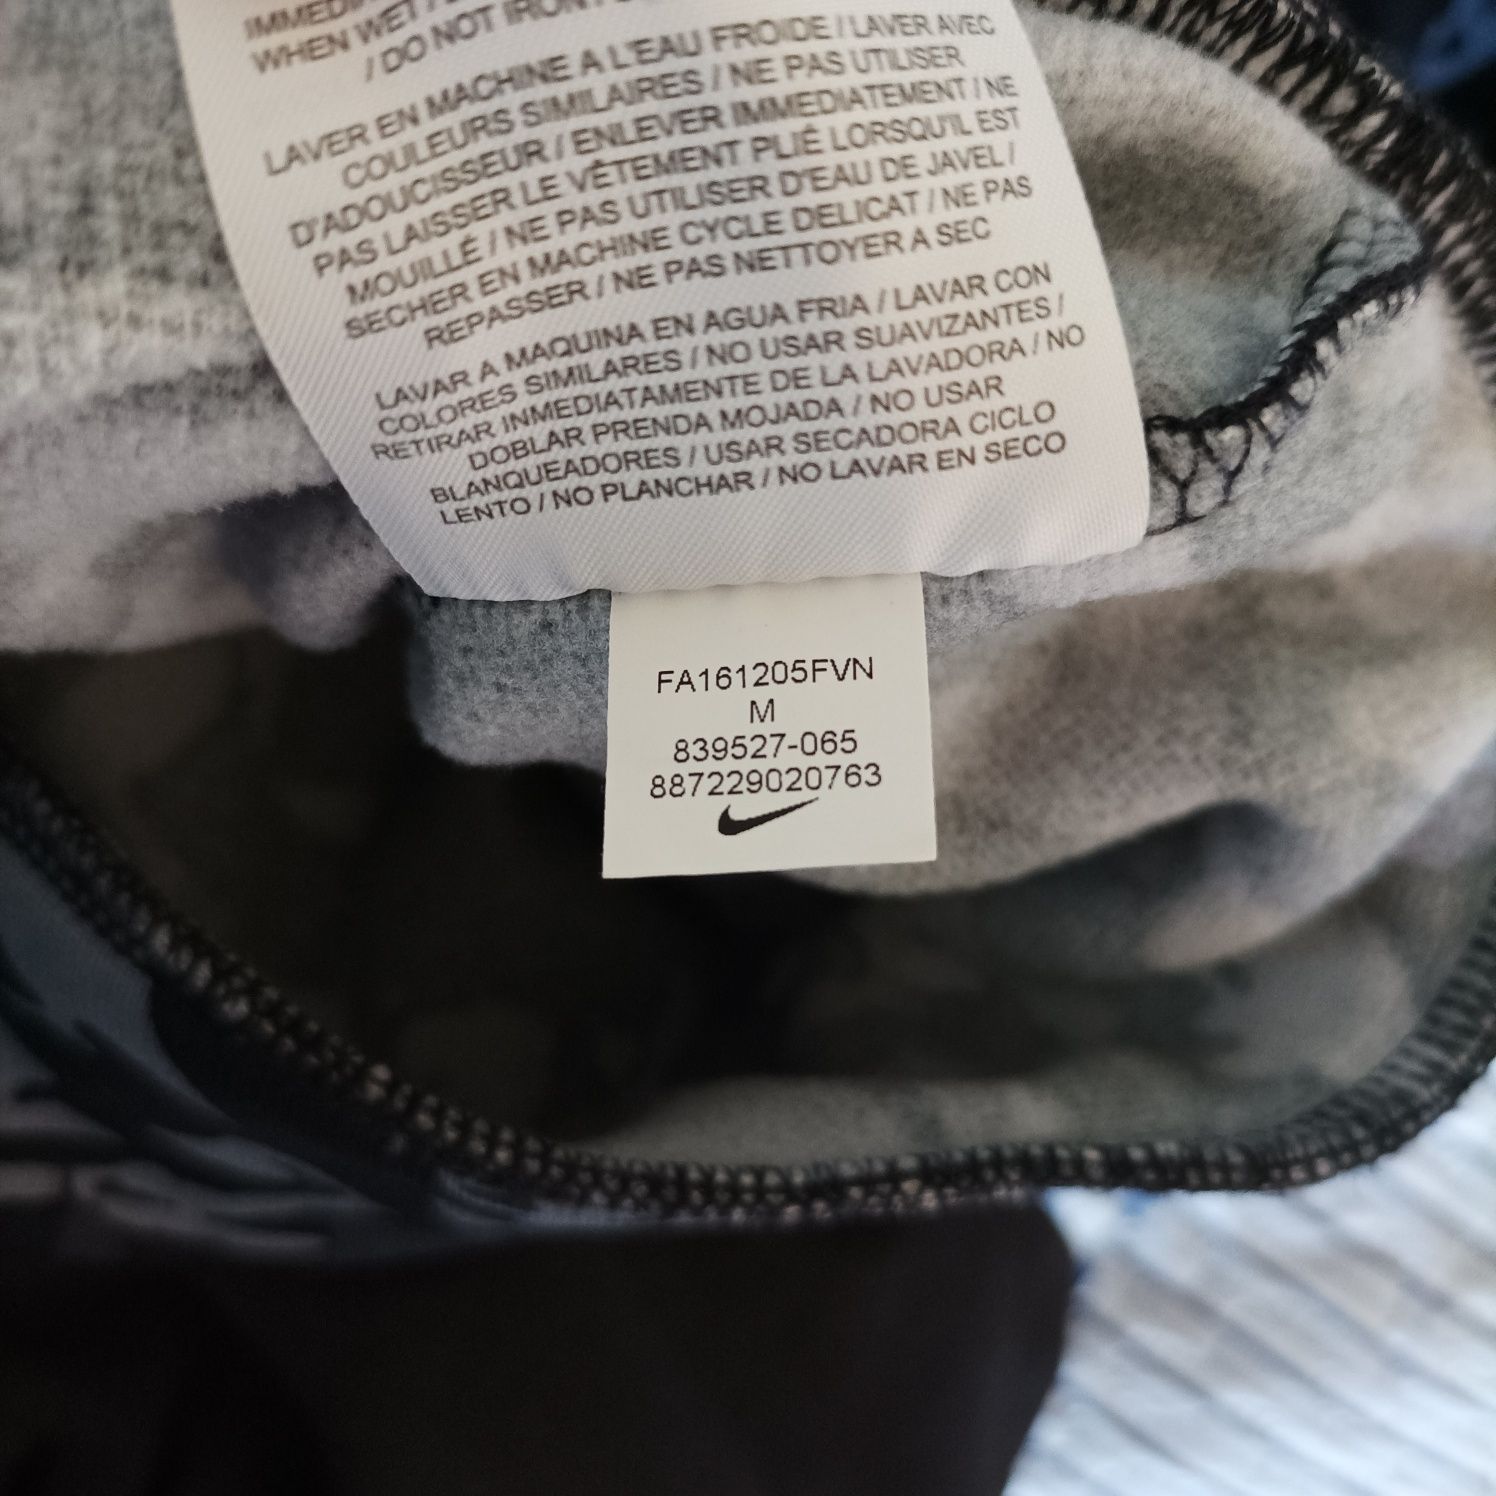 WHEN WET /
/ DO NOT IRON /
LAVER EN MACHINE A L'EAU FROIDE / LAVER AVEC
COULEURS SIMILAIRES / NE PAS UTILISER
D'ADOUCISSEUR / ENLEVER IMMEDIATEMENT / NE
PAS LAISSER LE VÊTEMENT PLIÉ LORSQU'IL EST
MOUILLÉ / NE PAS UTILISER D'EAU DE JAVEL /
SECHER EN MACHINE CYCLE DELICAT / NE PAS
REPASSER / NE PAS NETTOYER A SEC
LAVAR A MAQUINA EN AGUA FRIA / LAVAR CON
COLORES SIMILARES / NO USAR SUAVIZANTES /
RETIRAR INMEDIATAMENTE DE LA LAVADORA / NO
DOBLAR PRENDA MOJADA / NO USAR
BLANQUEADORES / USAR SECADORA CICLO
LENTO / NO PLANCHAR / NO LAVAR EN SECO
FA161205FVN
M
839527-065
887229020763